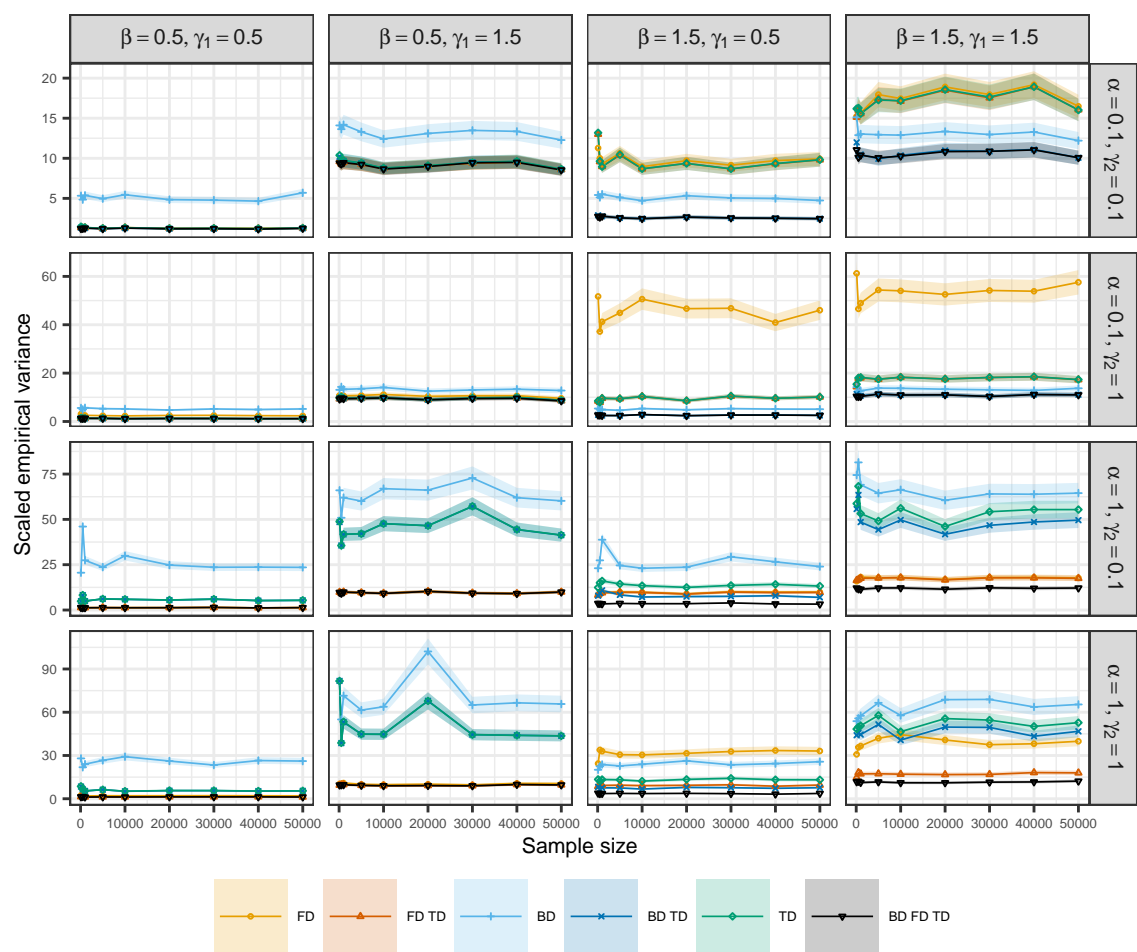 β = 0.5, γ1 = 0.5
β = 0.5, γ1 = 1.5
β = 1.5, γ1 = 0.5
β = 1.5, γ1 = 1.5
20
15
10
5
α = 0.1, γ2 = 0.1
60
40
20
0
α = 0.1, γ2 = 1
75
50
25
0
α = 1, γ2 = 0.1
90
60
30
0
α = 1, γ2 = 1
Scaled empirical variance
0 10000 20000 30000 40000 50000
0 10000 20000 30000 40000 50000
0 10000 20000 30000 40000 50000
0 10000 20000 30000 40000 50000
Sample size
FD
FD TD
BD
BD TD
TD
BD FD TD